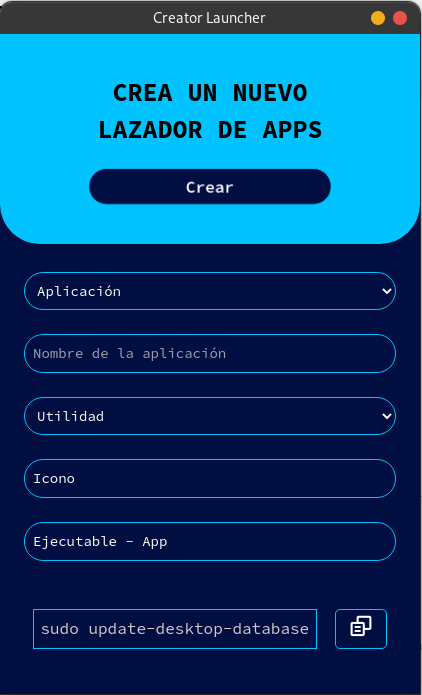 Creator Launcher
CREA UN NUEVO
LAZADOR DE APPS
Crear
Aplicación
Nombre de la aplicación
Utilidad
Icono
Ejecutable - App
sudo update-desktop-database